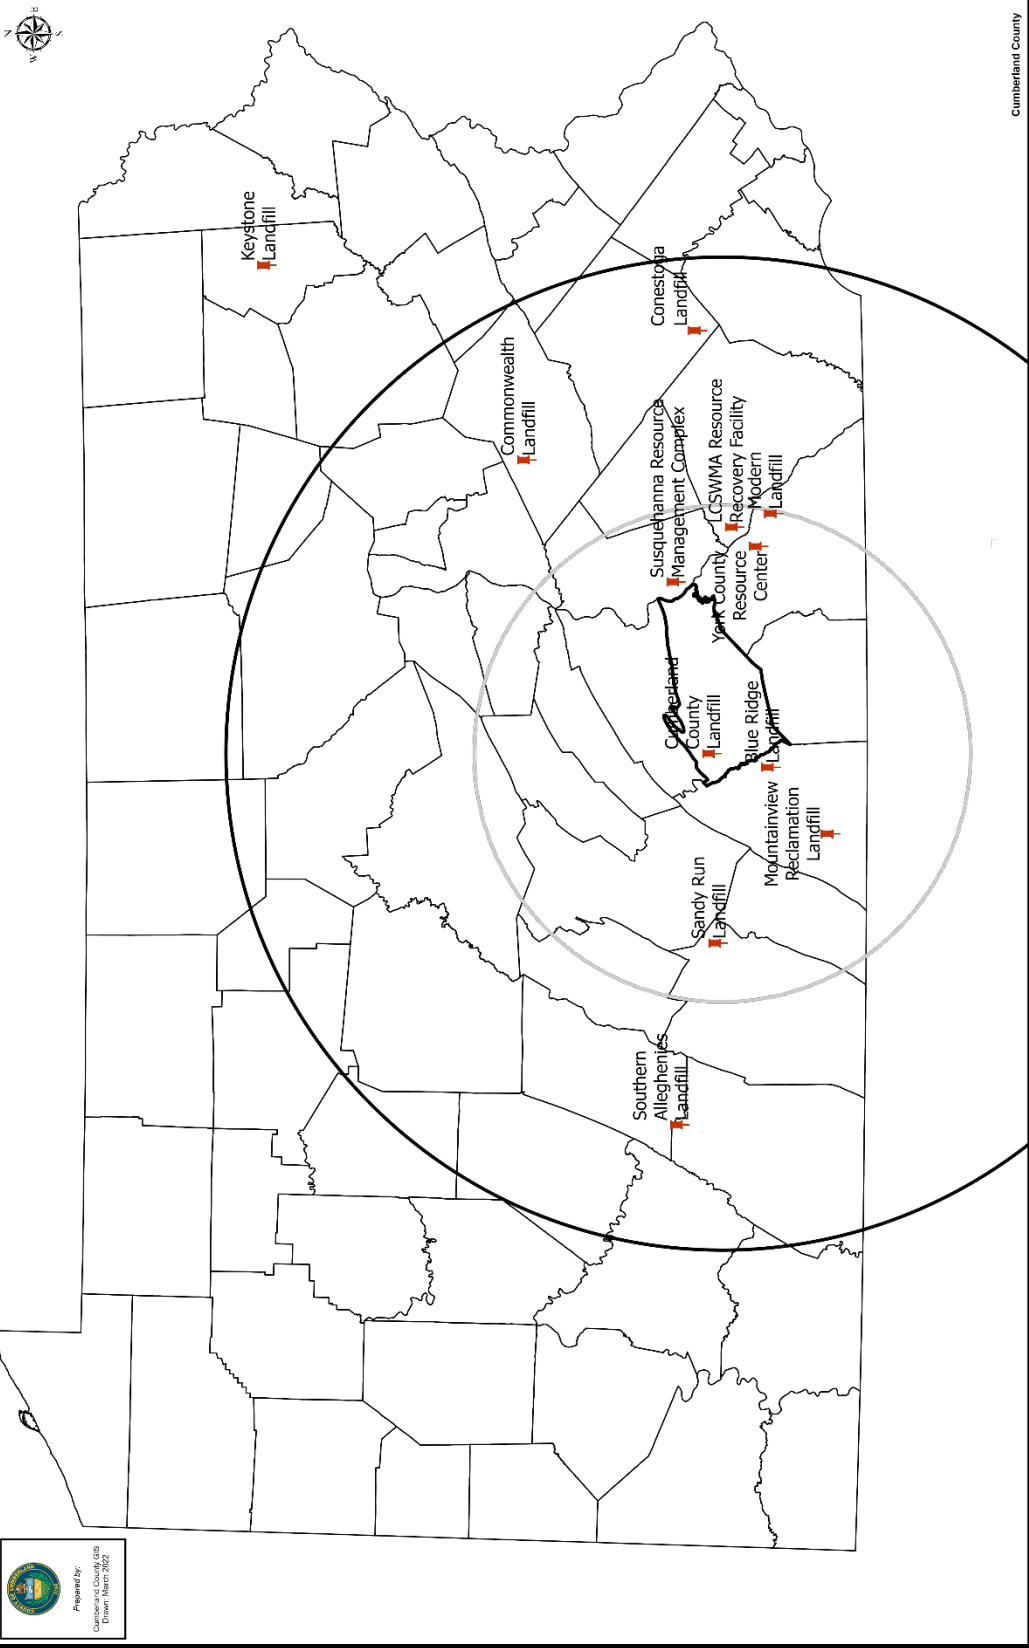 N
E
S
W
Cumberland County
Keystone
Landfill
Conestoga
Landfill
Commonwealth
Landfill
Susquehanna Resource
Management Complex
LCSWMA Resource
Recovery Facility
Modern
Landfill
York County
Resource
Center
Cumberland
County
Landfill
Blue Ridge
Landfill
Mountainview
Reclamation
Landfill
Sandy Run
Landfill
Southern
Alleghenies
Landfill
Prepared by:
Cumberland County GIS
Drawn: March 2022